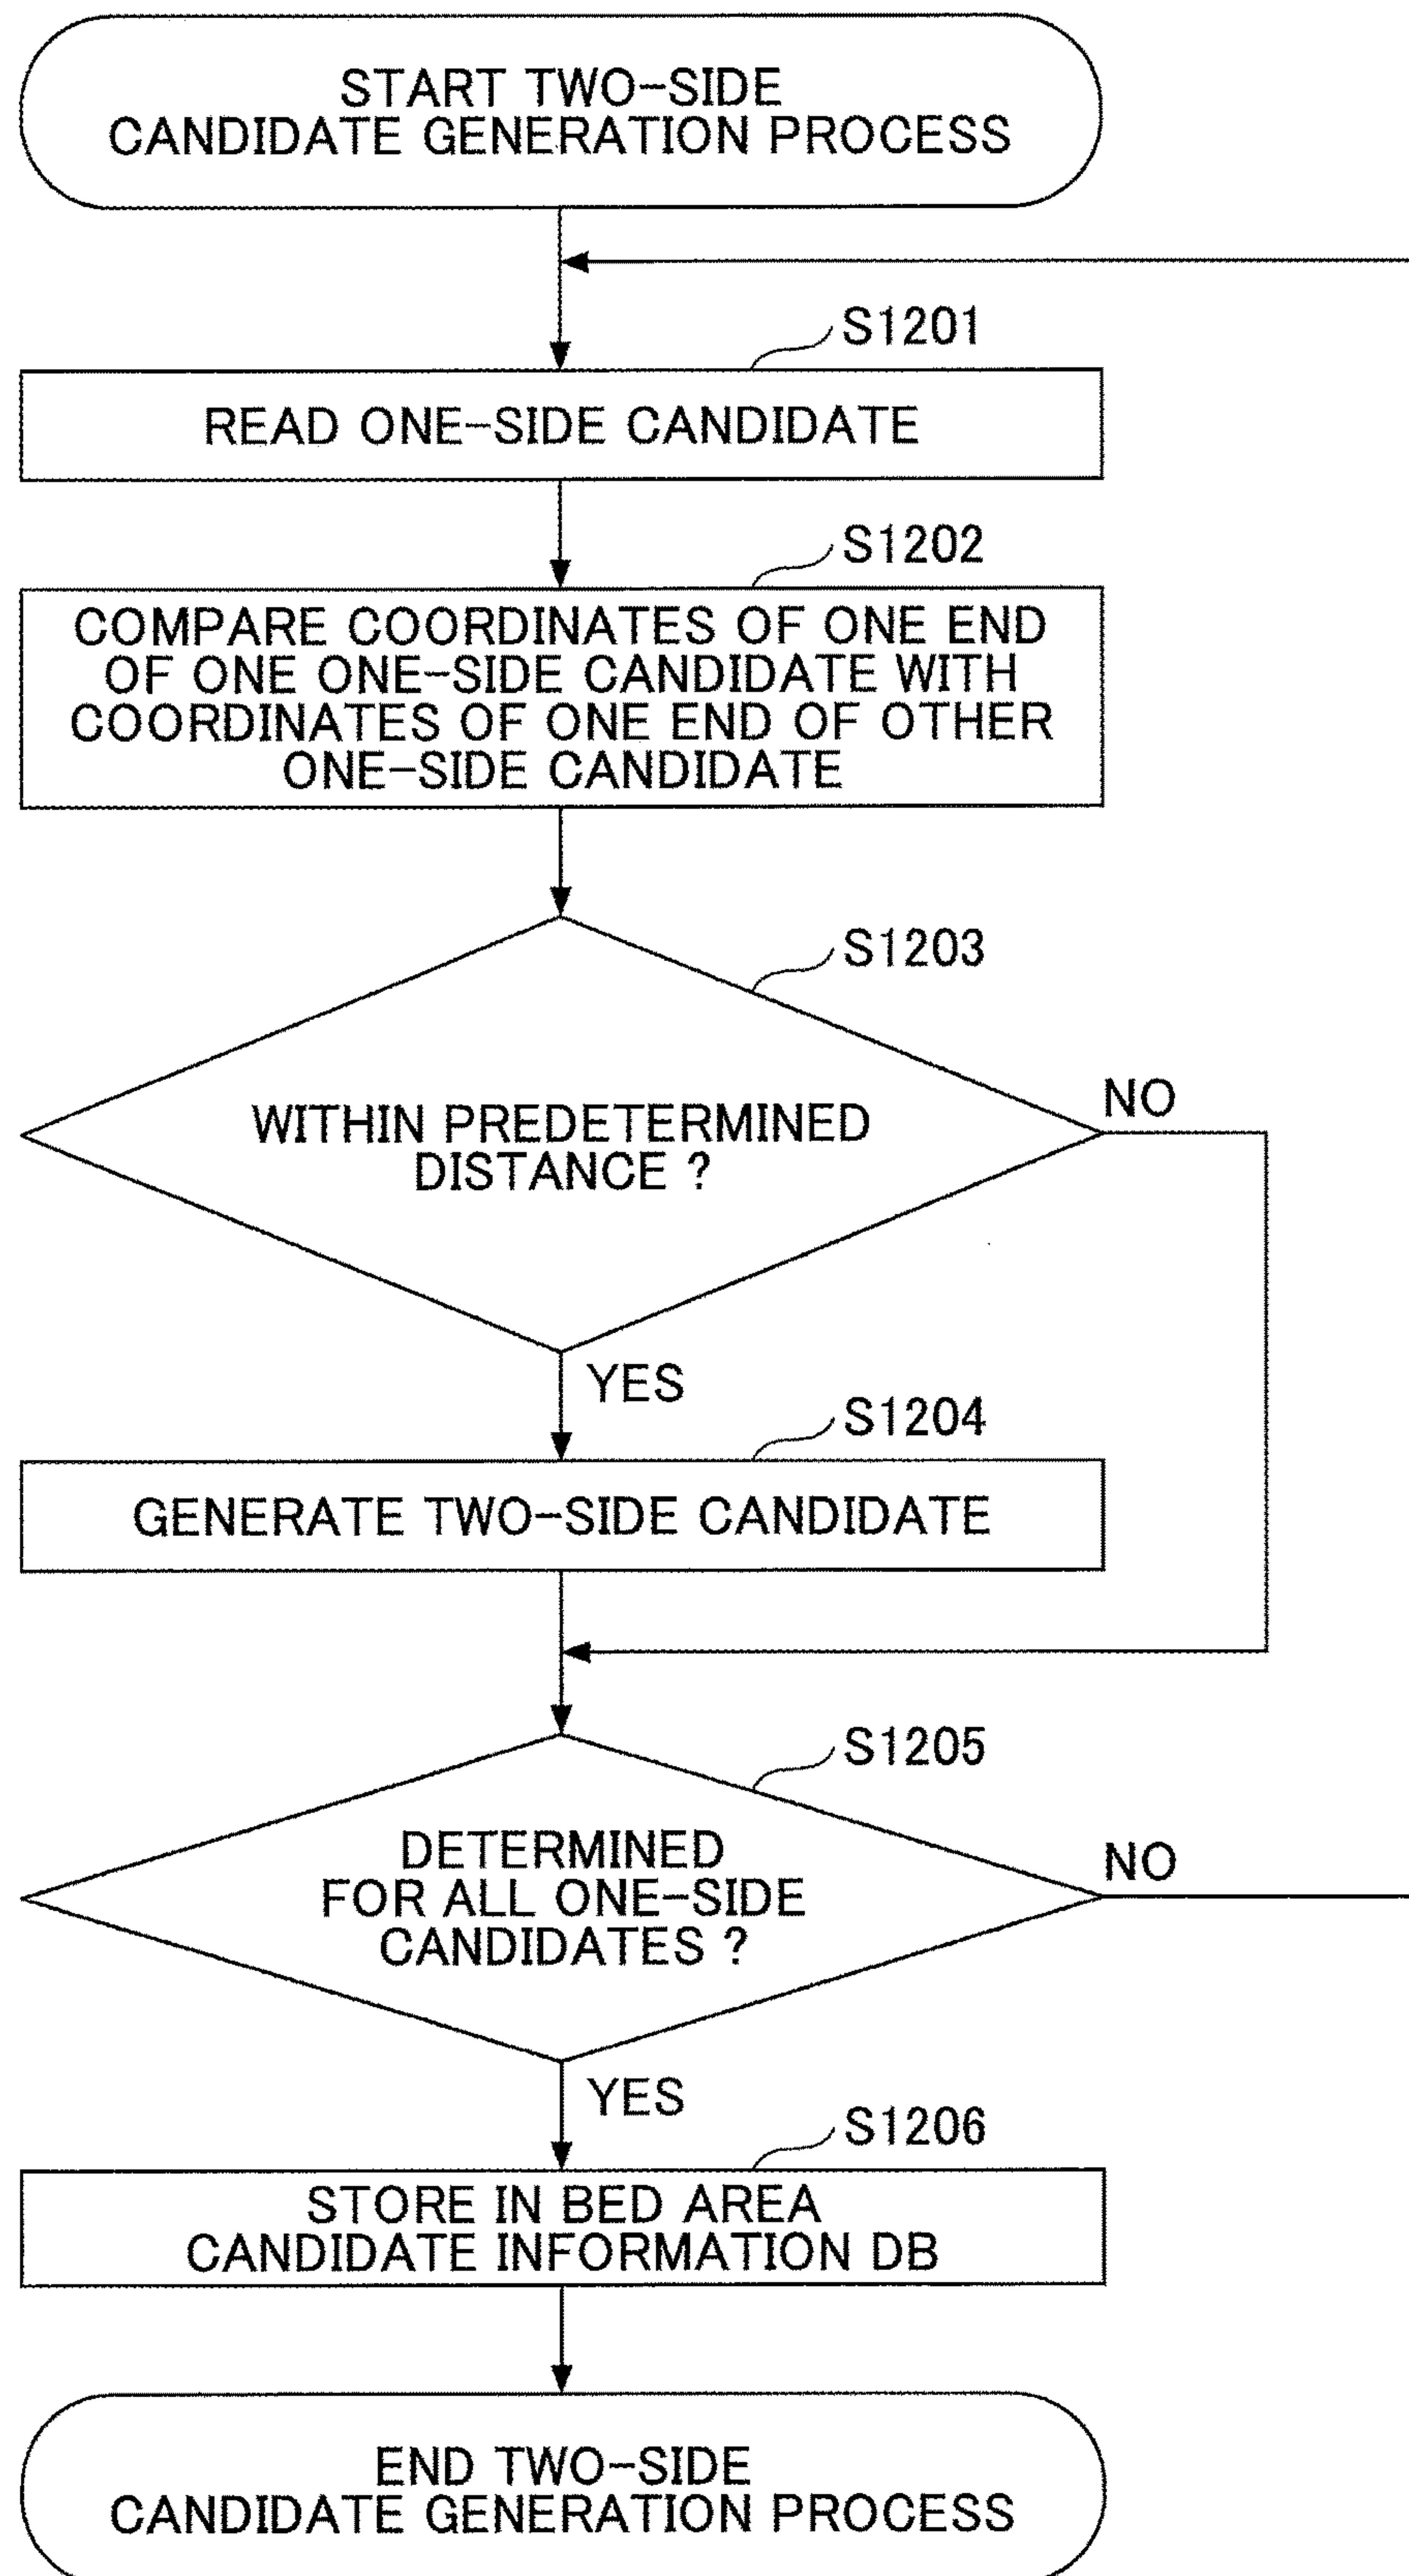 START TWO-SIDE
CANDIDATE GENERATION PROCESS
S1201
READ ONE-SIDE CANDIDATE
S1202
COMPARE COORDINATES OF ONE END
OF ONE ONE-SIDE CANDIDATE WITH
COORDINATES OF ONE END OF OTHER
ONE-SIDE CANDIDATE
S1203
WITHIN PREDETERMINED
DISTANCE ?
NO
YES
S1204
GENERATE TWO-SIDE CANDIDATE
S1205
DETERMINED
FOR ALL ONE-SIDE
CANDIDATES ?
NO
YES
S1206
STORE IN BED AREA
CANDIDATE INFORMATION DB
END TWO-SIDE
CANDIDATE GENERATION PROCESS